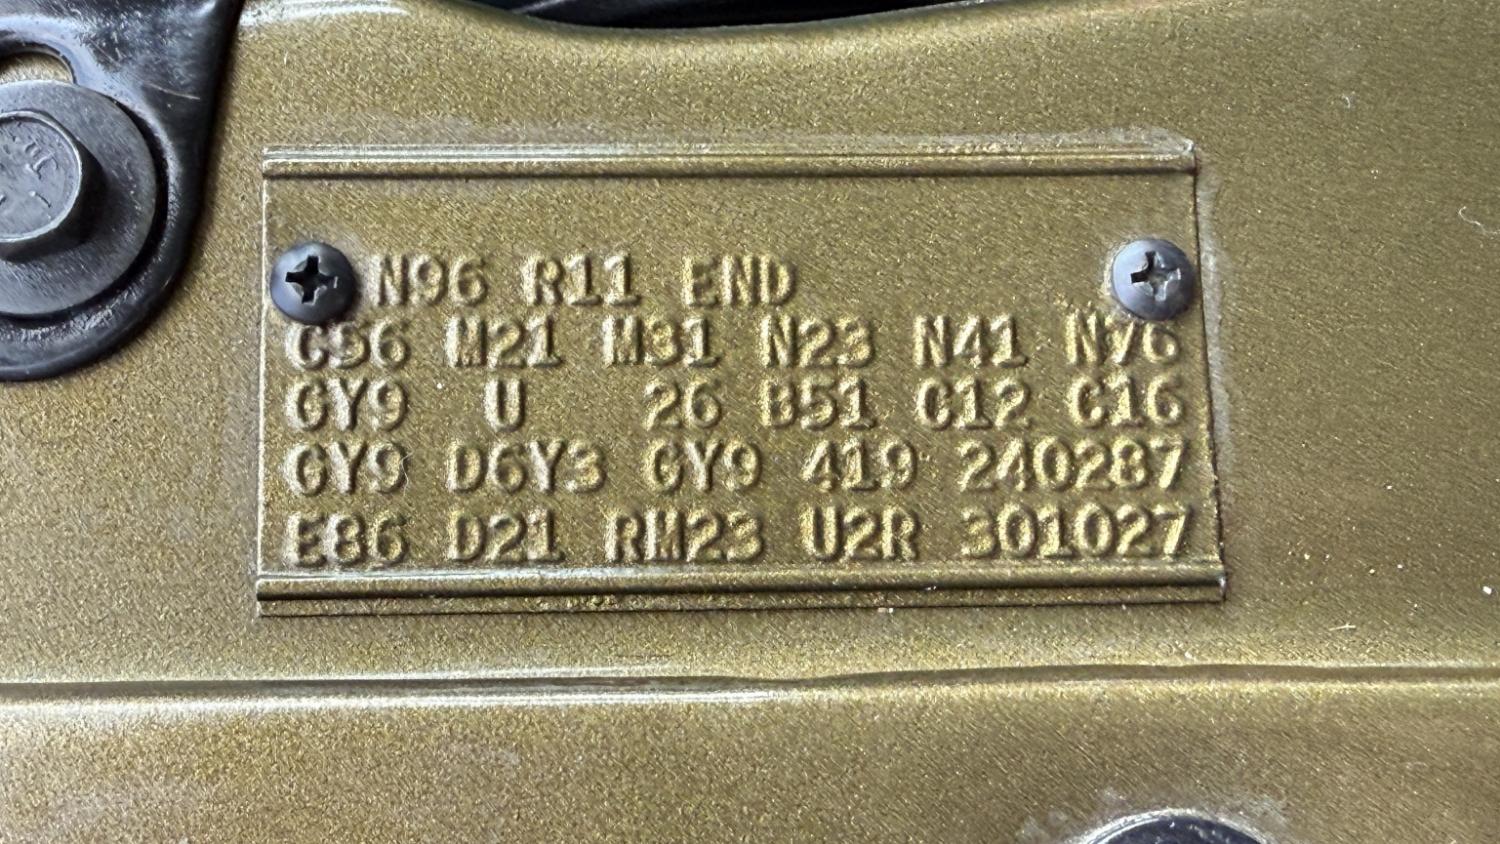 N96 R11 END
C56 M21 M31 N23 N41 N76
GY9 U 26 B51 C12 C16
GY9 D6Y3 GY9 419 240287
E86 D21 RM23 U2R 301027